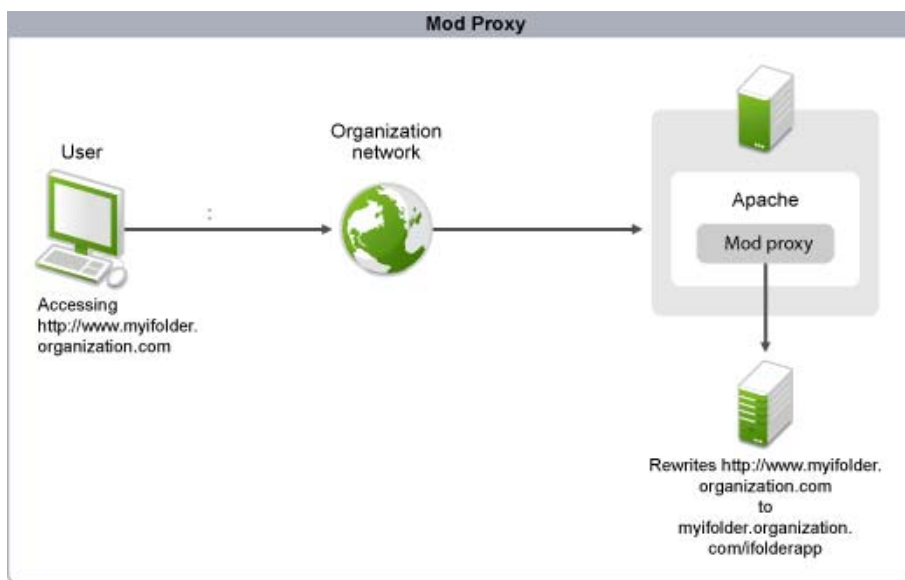 Mod Proxy
User
Organization
network
:
Apache
Mod proxy
Accessing
http://www.myifolder.
organization.com
Rewrites http://www.myifolder.
organization.com
to
myifolder.organization.
com/ifolderapp